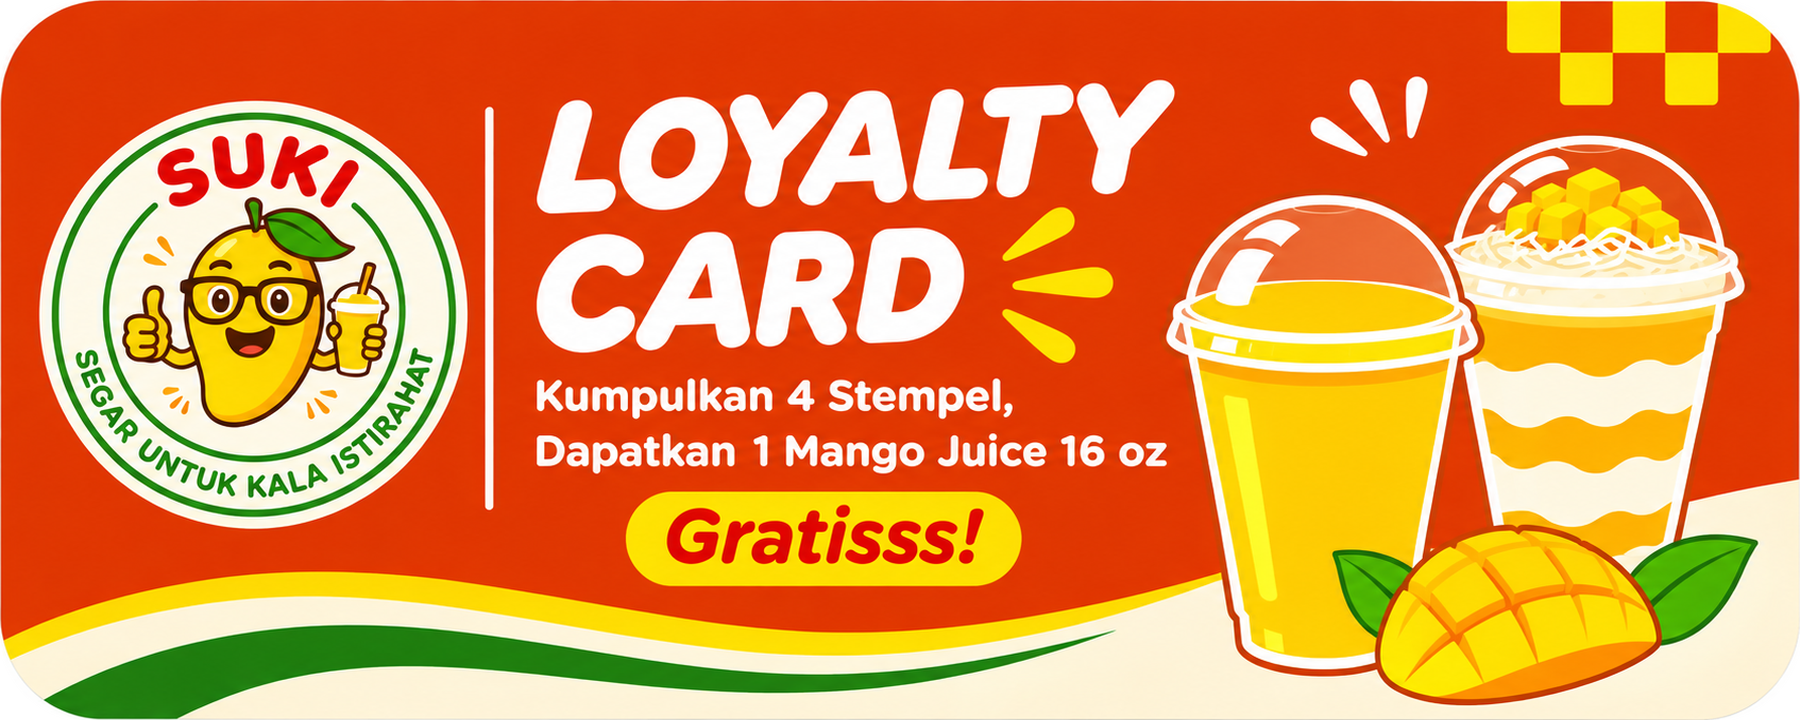 SUKI
SEGAR UNTUK KALA ISTIRAHAT
LOYALTY
CARD
Kumpulkan 4 Stempel,
Dapatkan 1 Mango Juice 16 oz
Gratisss!